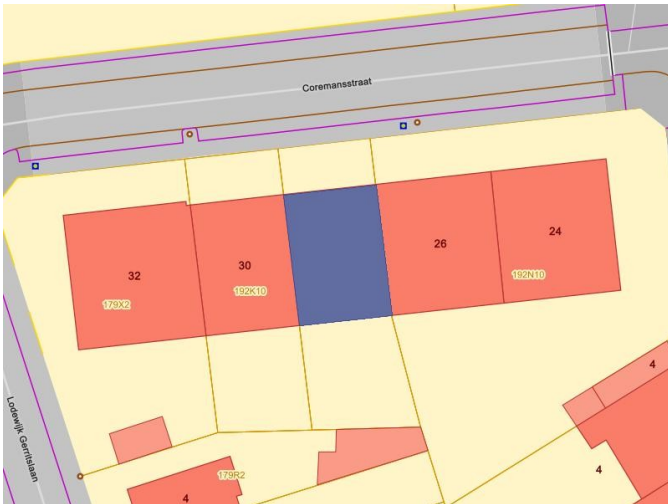 Coremansstraat
24
26
30
32
192N10
192K10
179X2
Lodewijk Gerritslaan
4
4
179R2
4